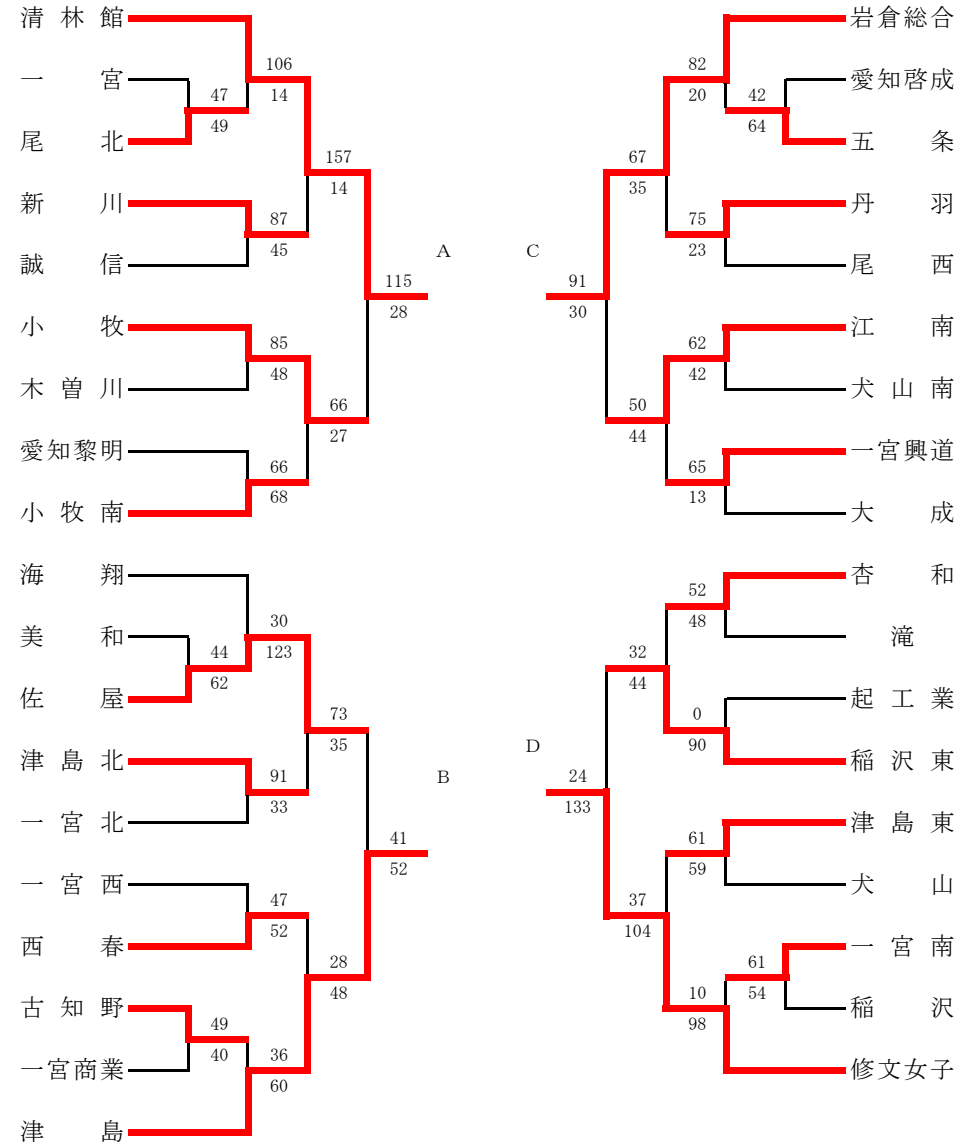 清林館
一宮
尾北
新川
誠信
小牧
木曽川
愛知黎明
小牧南
47
49
106
14
87
45
85
48
66
68
157
14
66
27
115
28
A
海翔
美和
佐屋
津島北
一宮北
一宮西
西春
古知野
一宮商業
津島
44
62
30
123
91
33
47
52
49
40
36
60
73
35
28
48
41
52
B
岩倉総合
愛知啓成
五条
丹羽
尾西
江南
犬山南
一宮興道
大成
42
64
82
20
75
23
62
42
65
13
67
35
50
44
91
30
C
杏和
滝
起工業
稲沢東
津島東
犬山
一宮南
稲沢
修文女子
52
48
0
90
61
59
61
54
10
98
32
44
37
104
24
133
D